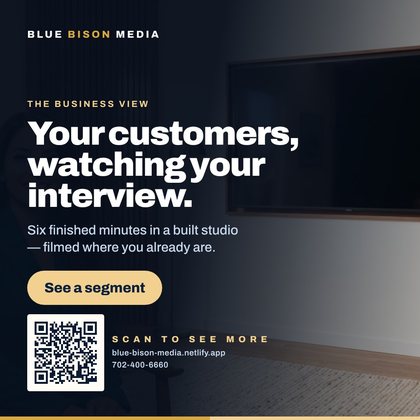 BLUE BISON MEDIA
THE BUSINESS VIEW
Your customers,
watching your
interview.
Six finished minutes in a built studio
— filmed where you already are.
See a segment
SCAN TO SEE MORE
blue-bison-media.netlify.app
702-400-6660